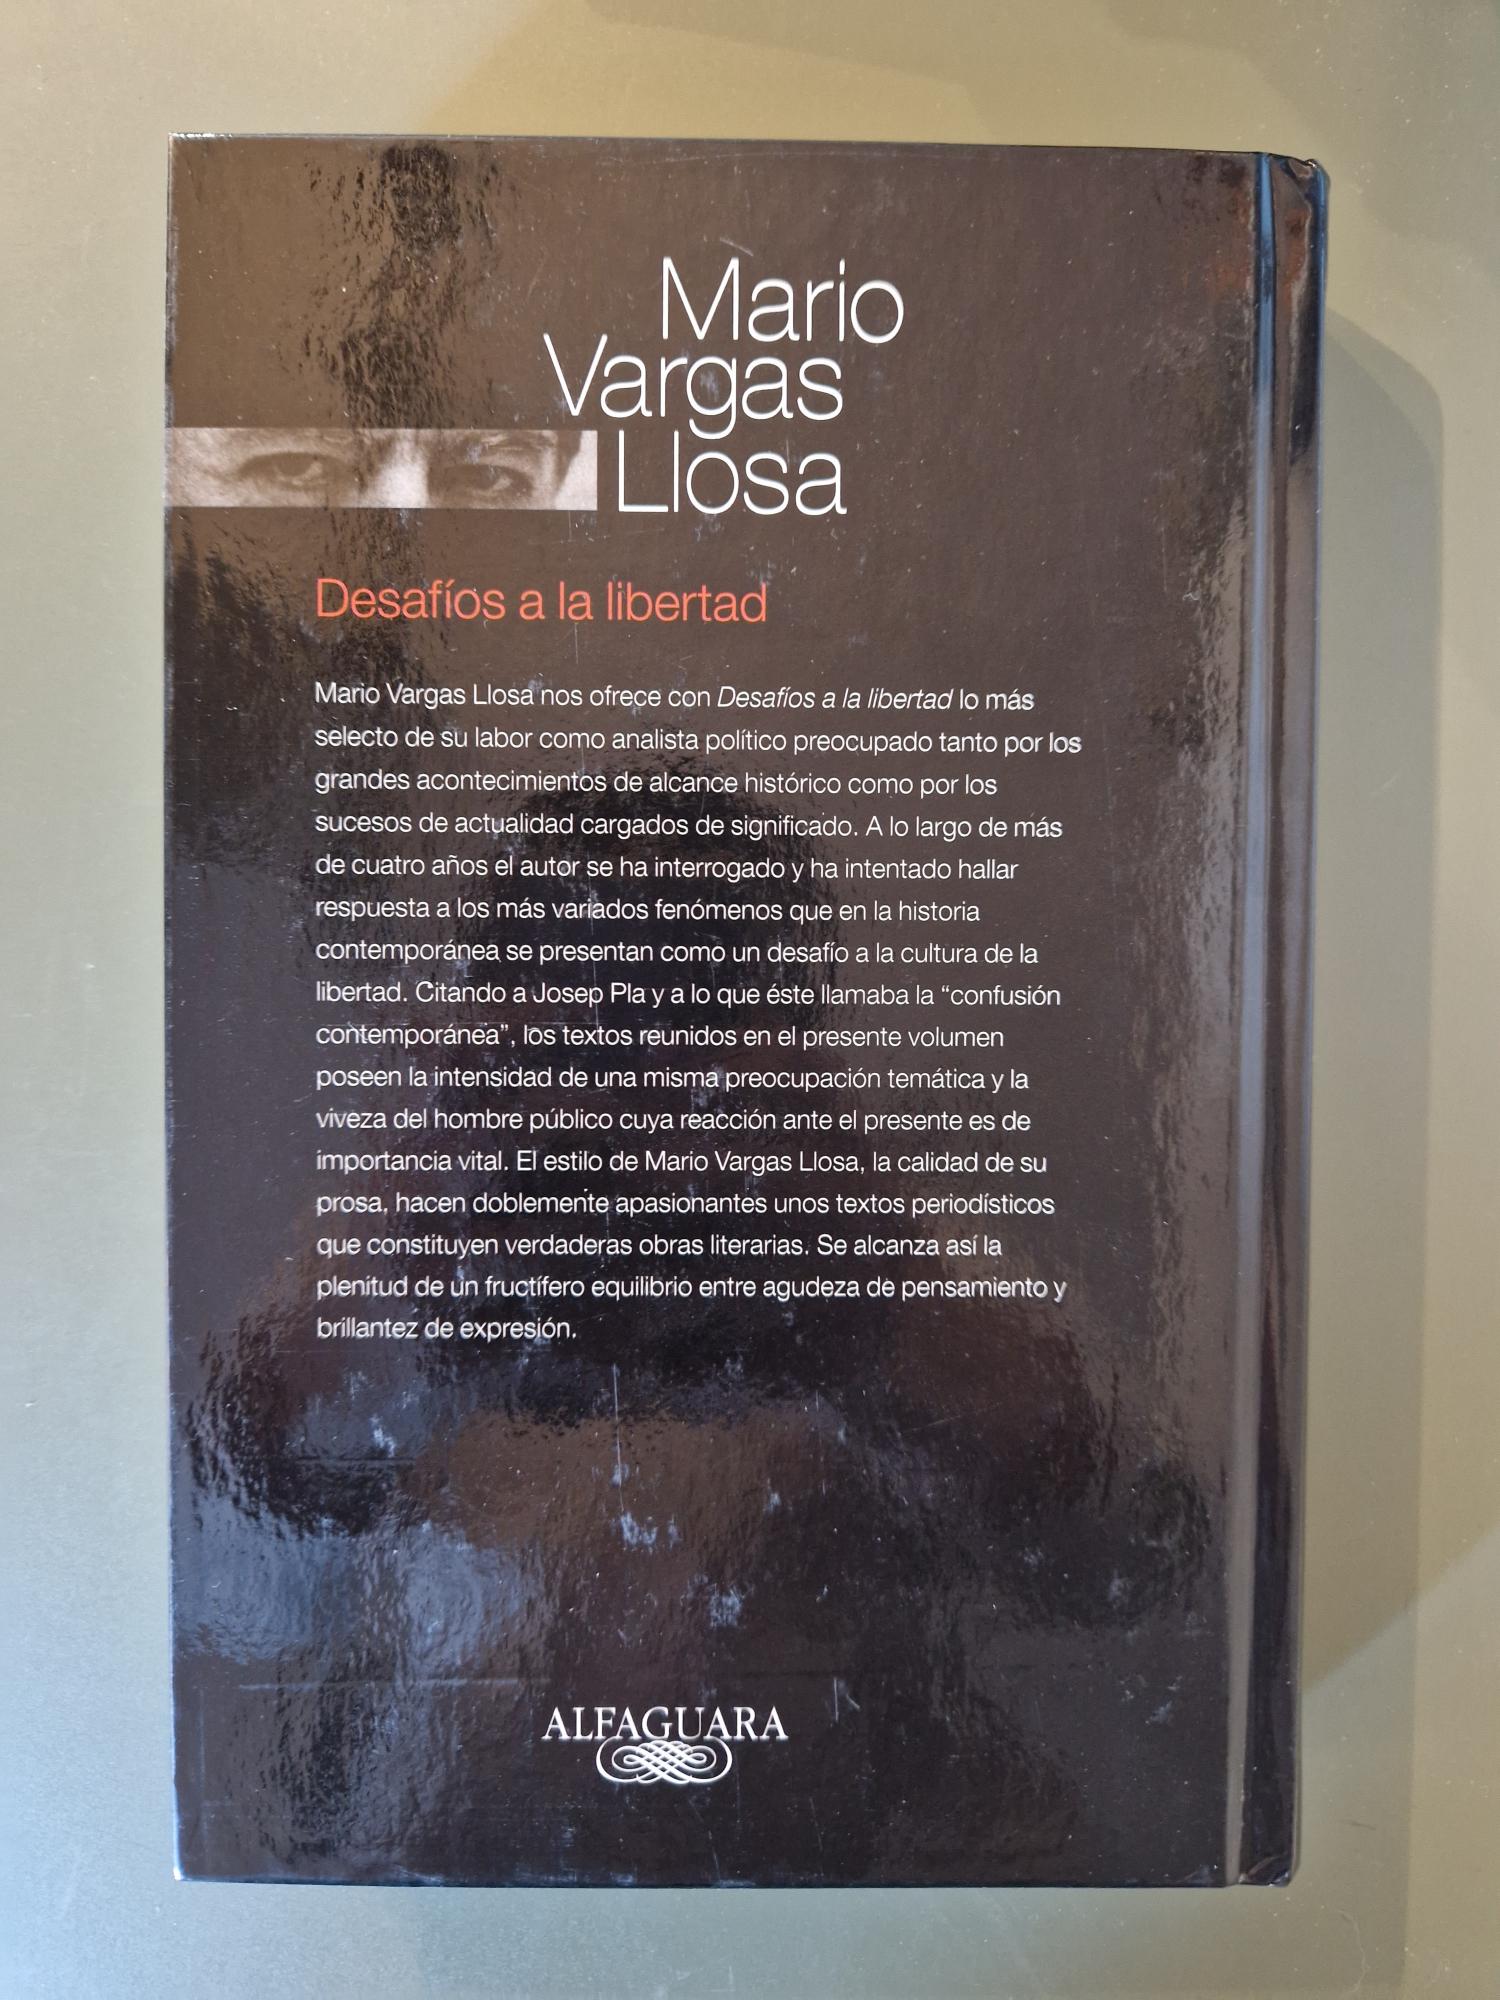 Mario
Vargas
Llosa
Desafíos a la libertad
Mario Vargas Llosa nos ofrece con Desafíos a la libertad lo más
selecto de su labor como analista político preocupado tanto por los
grandes acontecimientos de alcance histórico como por los
sucesos de actualidad cargados de significado. A lo largo de más
de cuatro años el autor se ha interrogado y ha intentado hallar
respuesta a los más variados fenómenos que en la historia
contemporánea se presentan como un desafío a la cultura de la
libertad. Citando a Josep Pla y a lo que éste llamaba la “confusión
contemporánea”, los textos reunidos en el presente volumen
poseen la intensidad de una misma preocupación temática y la
viveza del hombre público cuya reacción ante el presente es de
importancia vital. El estilo de Mario Vargas Llosa, la calidad de su
prosa, hacen doblemente apasionantes unos textos periodísticos
que constituyen verdaderas obras literarias. Se alcanza así la
plenitud de un fructífero equilibrio entre agudeza de pensamiento y
brillantez de expresión.
ALFAGUARA